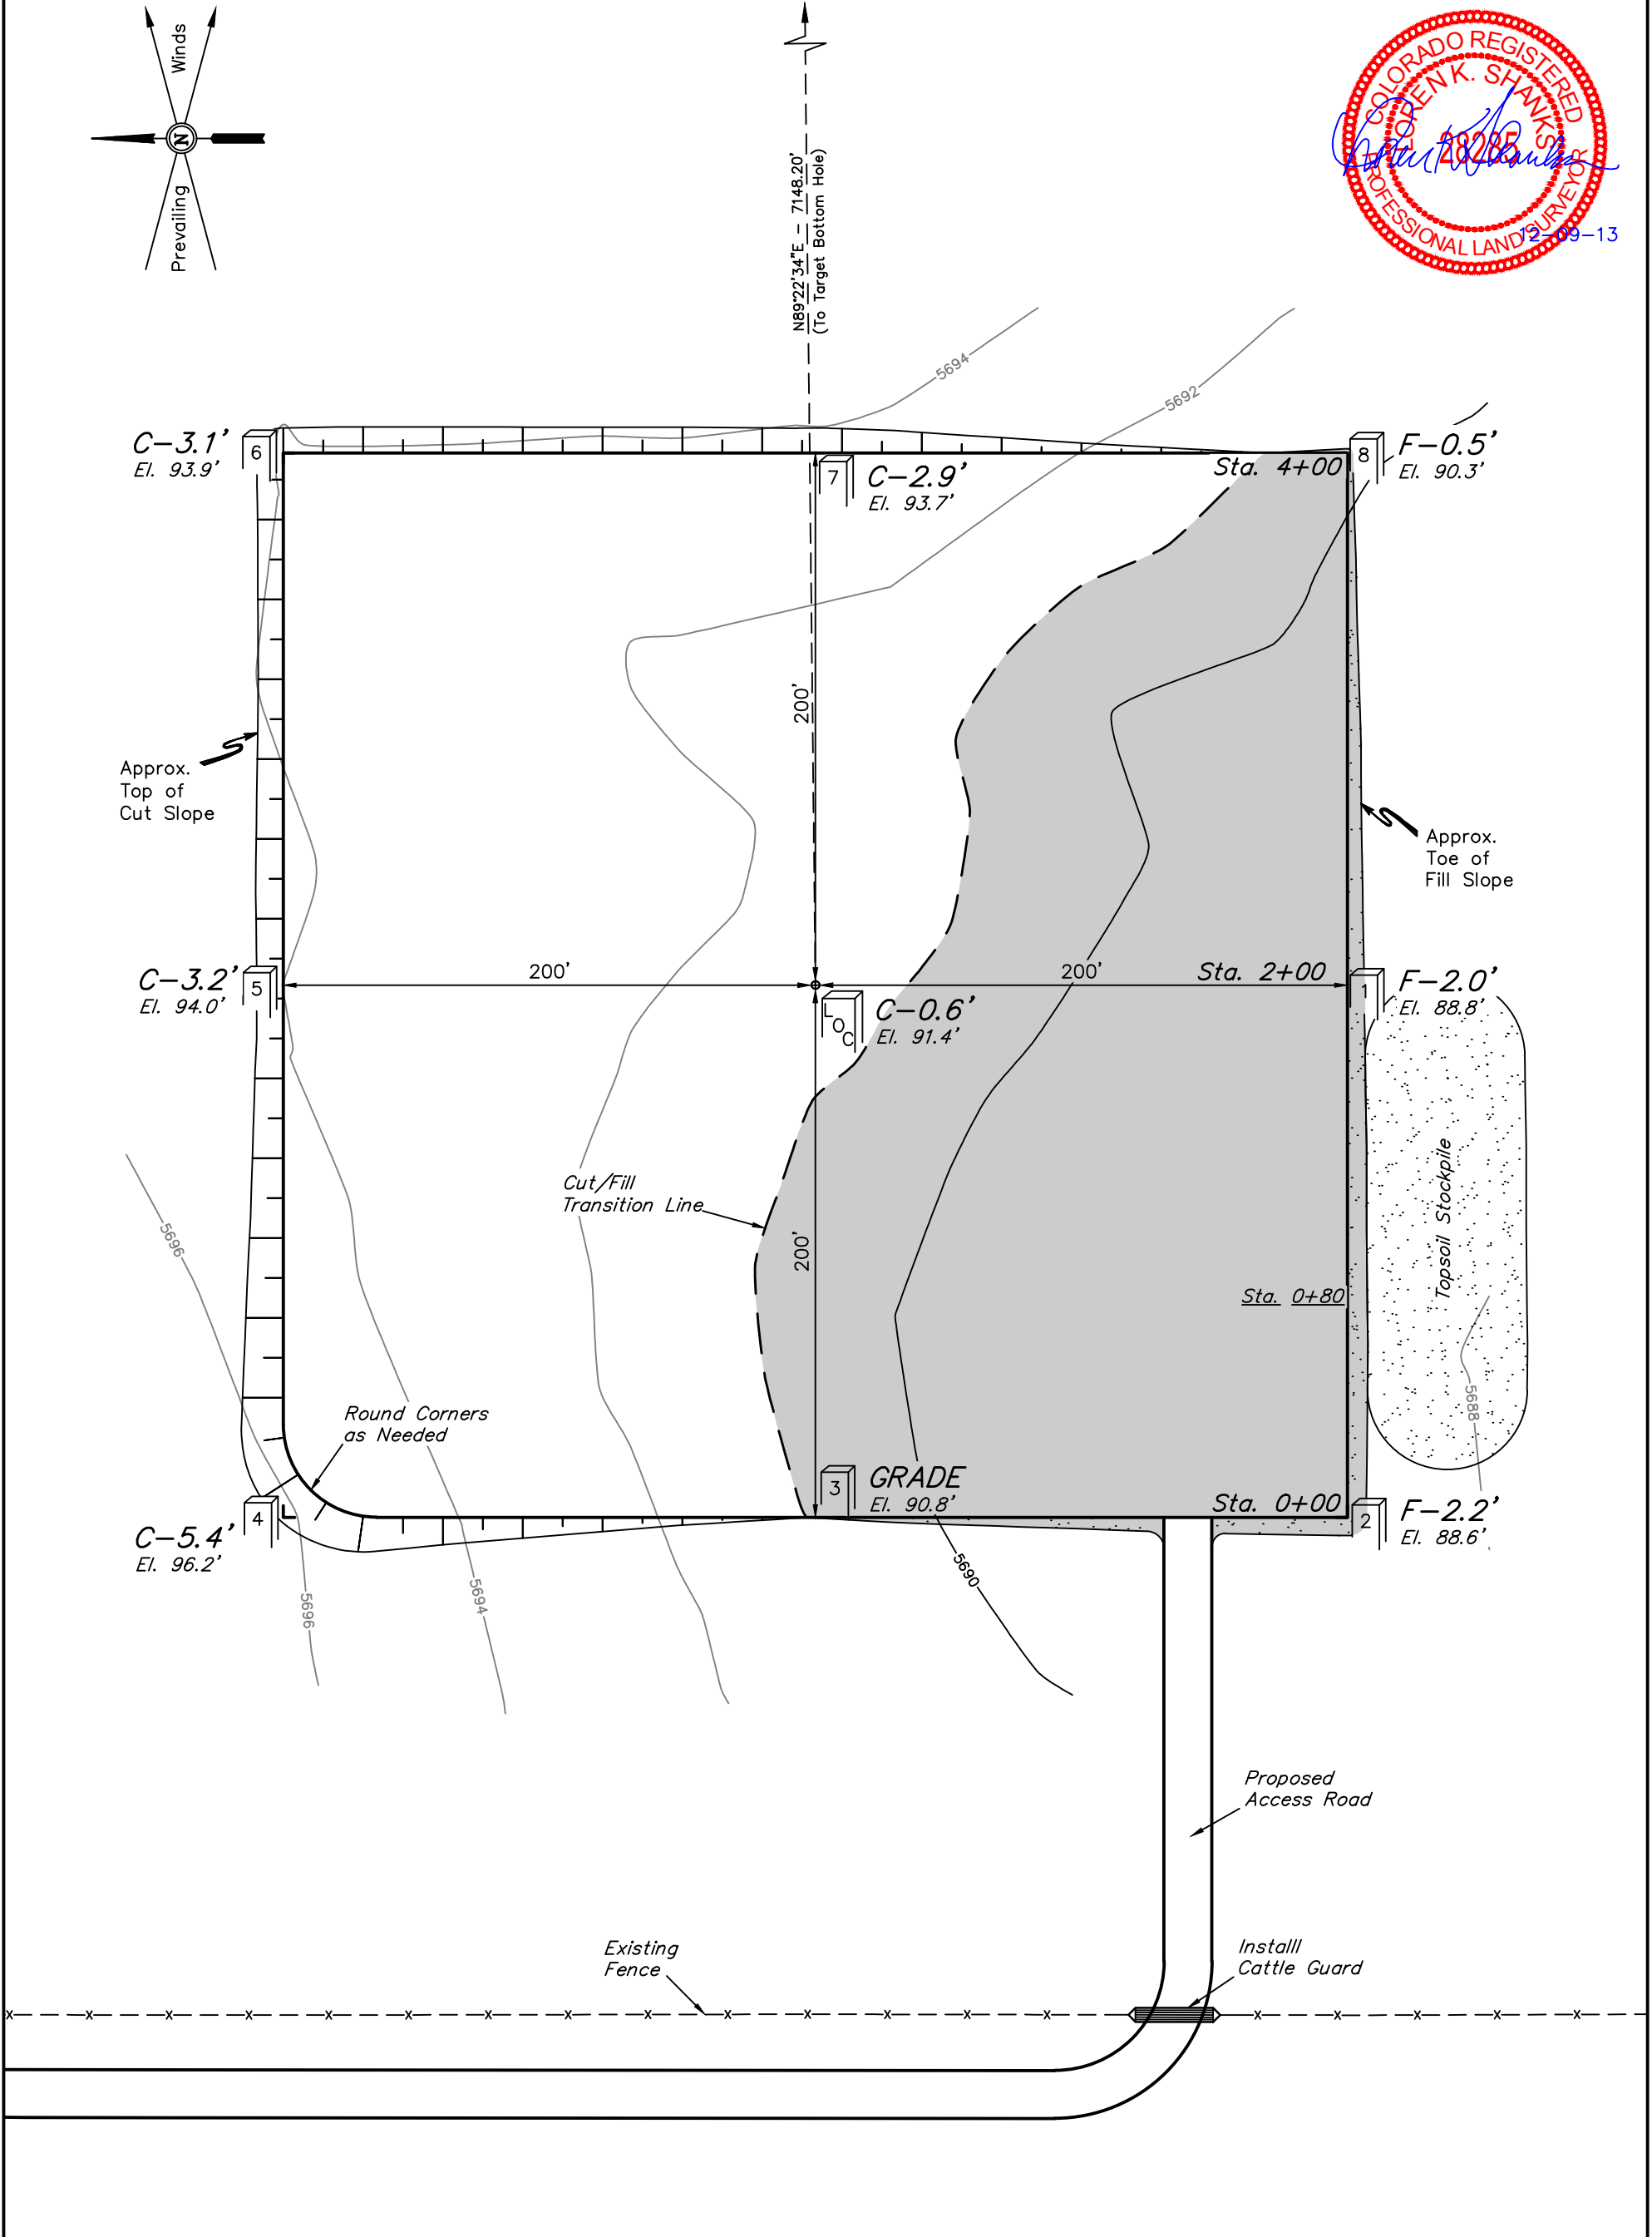 Winds
N
Prevailing
N89°22'34"E - 7148.20'
(To Target Bottom Hole)
COLORADO REGISTERED
LOREN K. SHANKS
28285
PROFESSIONAL LAND SURVEYOR
12-09-13
5694
5692
C-3.1'
El. 93.9'
6
7
C-2.9'
El. 93.7'
Sta. 4+00
8
F-0.5'
El. 90.3'
200'
Approx.
Top of
Cut Slope
Approx.
Toe of
Fill Slope
C-3.2'
El. 94.0'
5
200'
200'
Sta. 2+00
1
F-2.0'
El. 88.8'
LOC
C-0.6'
El. 91.4'
Cut/Fill
Transition Line
200'
5696
Topsoil Stockpile
Sta. 0+80
5688
Round Corners
as Needed
3
GRADE
El. 90.8'
Sta. 0+00
2
F-2.2'
El. 88.6'
4
C-5.4'
El. 96.2'
5696
5694
5690
Proposed
Access Road
Existing
Fence
Installl
Cattle Guard